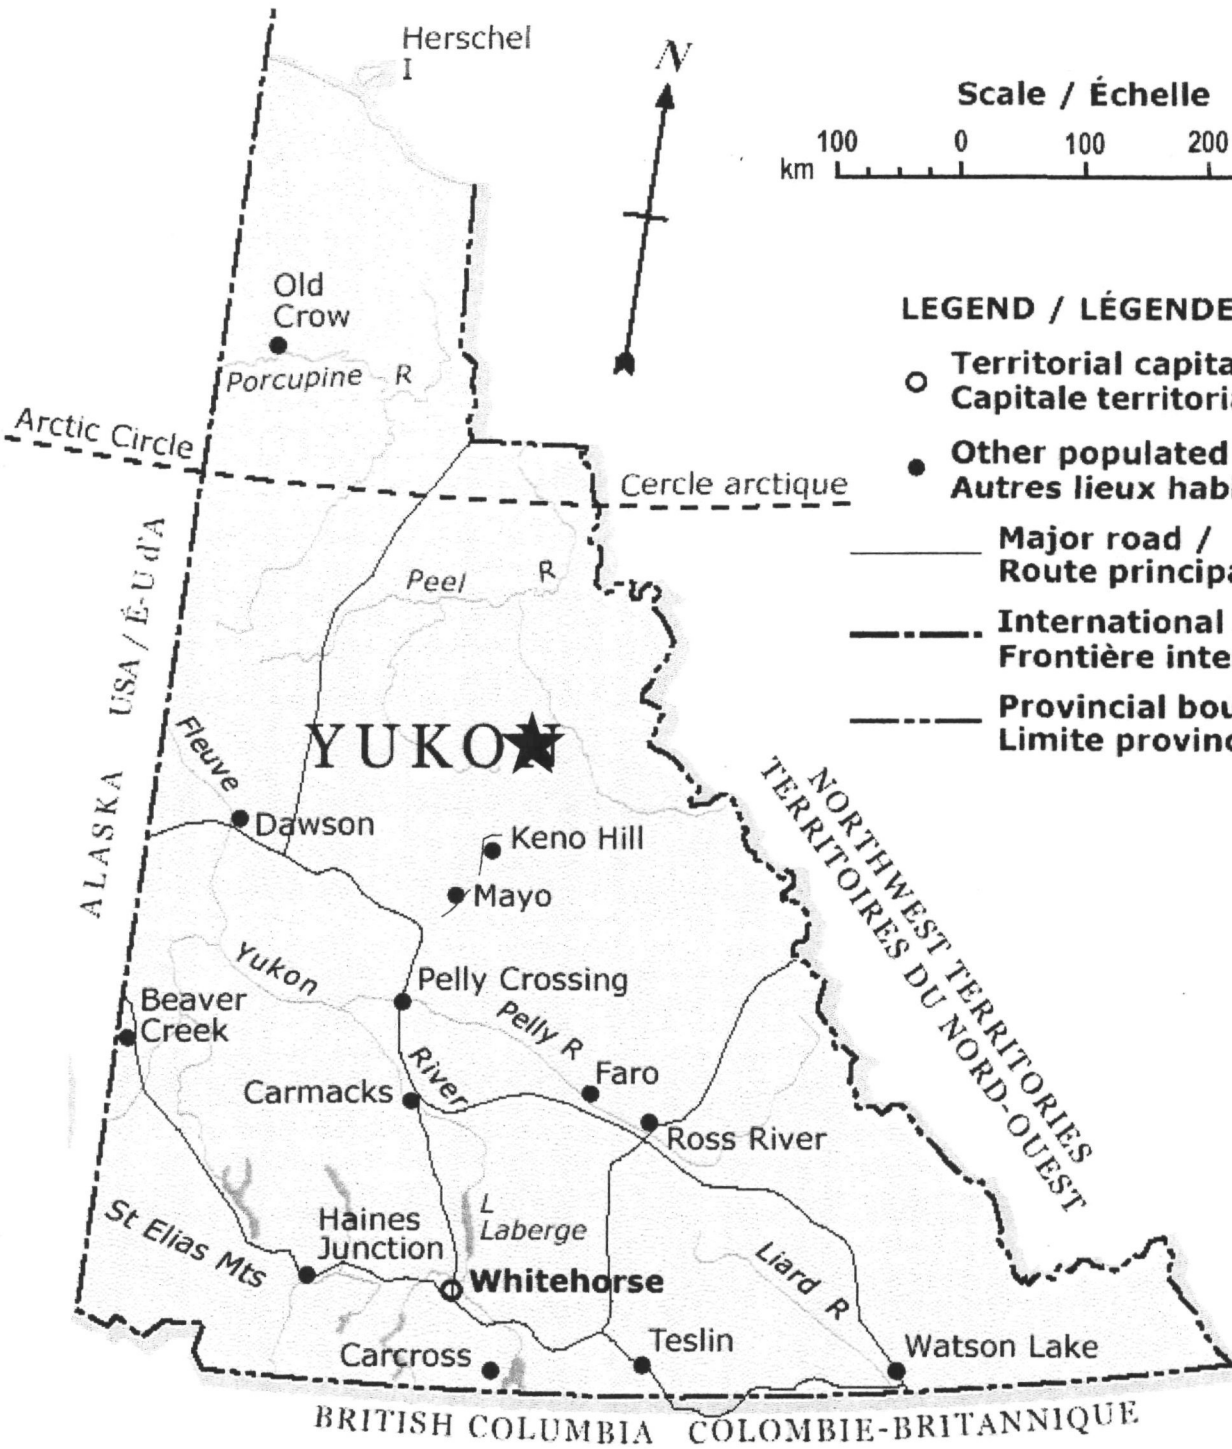 Herschel
I
N
Scale / Échelle
100 0 100 200
km
Old
Crow
Porcupine R
LEGEND / LÉGENDE
Territorial capita
Capitale territoria
Other populated
Autres lieux hab
Major road /
Route principa
International
Frontière inte
Provincial bou
Limite provinc
Arctic Circle
Cercle arctique
Peel R
ALASKA USA / É-U d'A
YUKON
Fleuve
Dawson
Keno Hill
Mayo
NORTHWEST TERRITORIES
TERRITOIRES DU NORD-OUEST
Yukon
River
Pelly Crossing
Pelly R
Beaver
Creek
Carmacks
Faro
Ross River
St Elias Mts
Haines
Junction
L
Laberge
Whitehorse
Liard R
Carcross
Teslin
Watson Lake
BRITISH COLUMBIA COLOMBIE-BRITANNIQUE